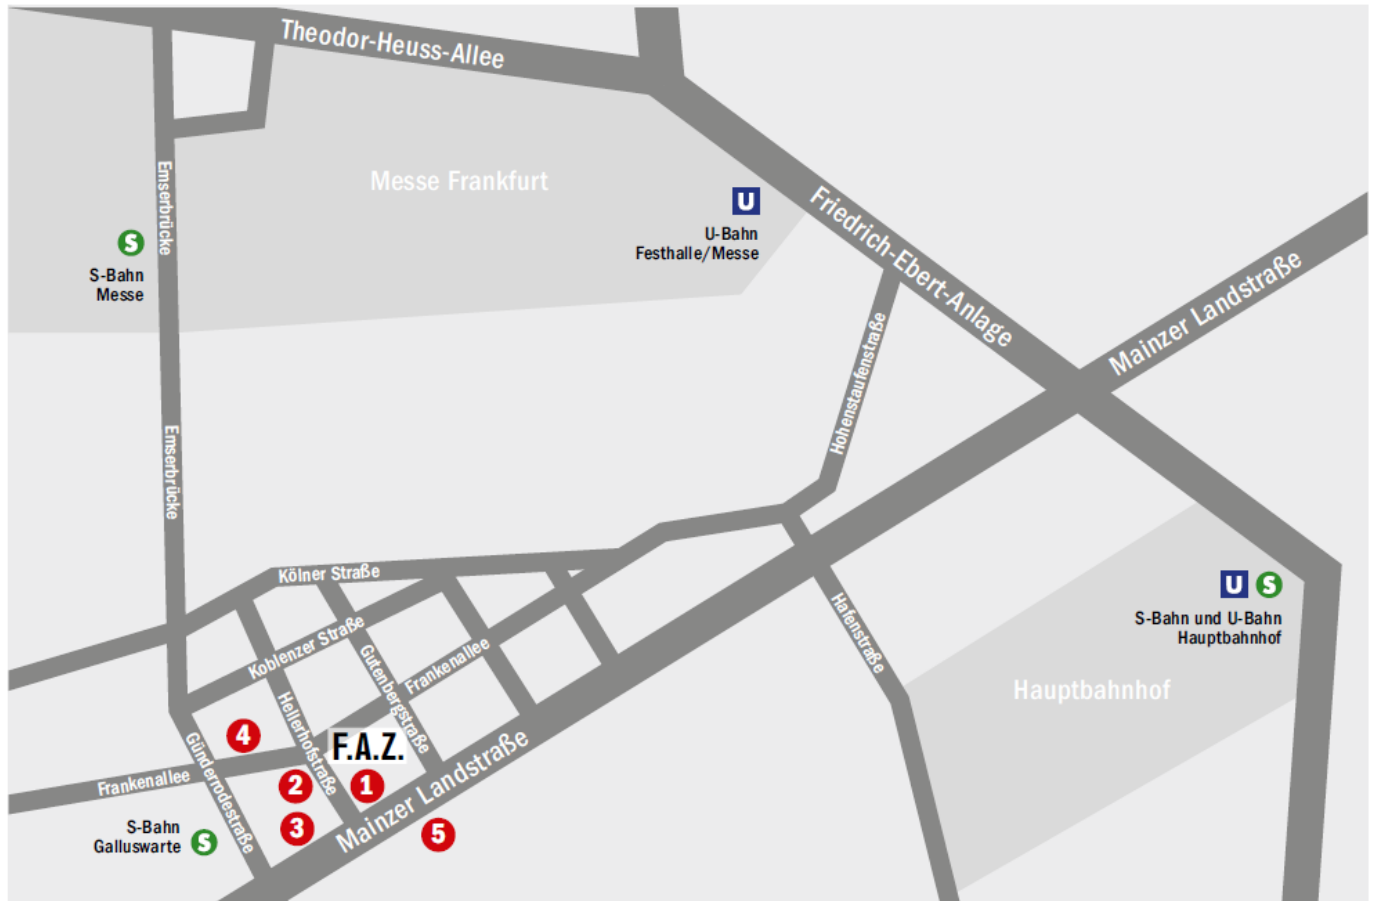 Theodor-Heuss-Allee
Messe Frankfurt
Emserbrücke
U
U-Bahn
Festhalle/Messe
Friedrich-Ebert-Anlage
S
S-Bahn
Messe
Mainzer Landstraße
Hohenstaufenstraße
Emserbrücke
Kölner Straße
U S
S-Bahn und U-Bahn
Hauptbahnhof
Hafenstraße
Koblenzer Straße
Gutenbergstraße
Frankenallee
Hauptbahnhof
Hellerhofstraße
4
F.A.Z.
Günderrodestraße
Frankenallee
2
1
Mainzer Landstraße
3
5
S-Bahn
Galluswarte
S